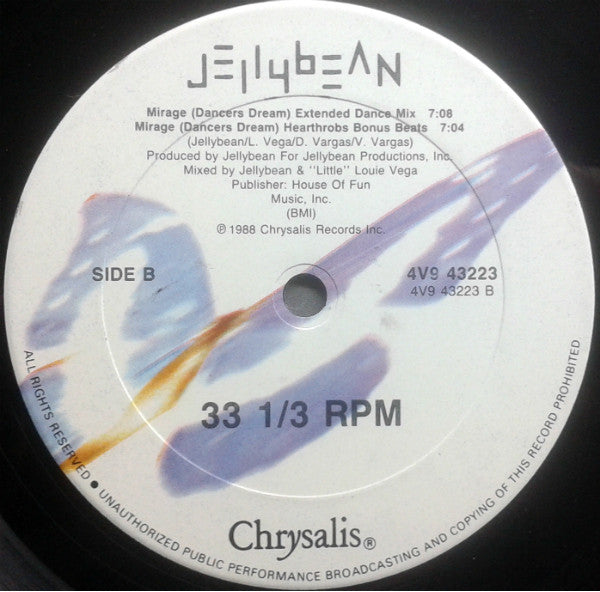 JELLYBEAN
Mirage (Dancers Dream) Extended Dance Mix 7:08
Mirage (Dancers Dream) Hearthrobs Bonus Beats 7:04
(Jellybean/L. Vega/D. Vargas/V. Vargas)
Produced by Jellybean For Jellybean Productions, Inc.
Mixed by Jellybean & "Little" Louie Vega
Publisher: House Of Fun
Music, Inc.
(BMI)
℗ 1988 Chrysalis Records Inc.
SIDE B
4V9 43223
4V9 43223 B
33 1/3 RPM
Chrysalis®
ALL RIGHTS RESERVED ● UNAUTHORIZED PUBLIC PERFORMANCE BROADCASTING AND COPYING OF THIS RECORD PROHIBITED